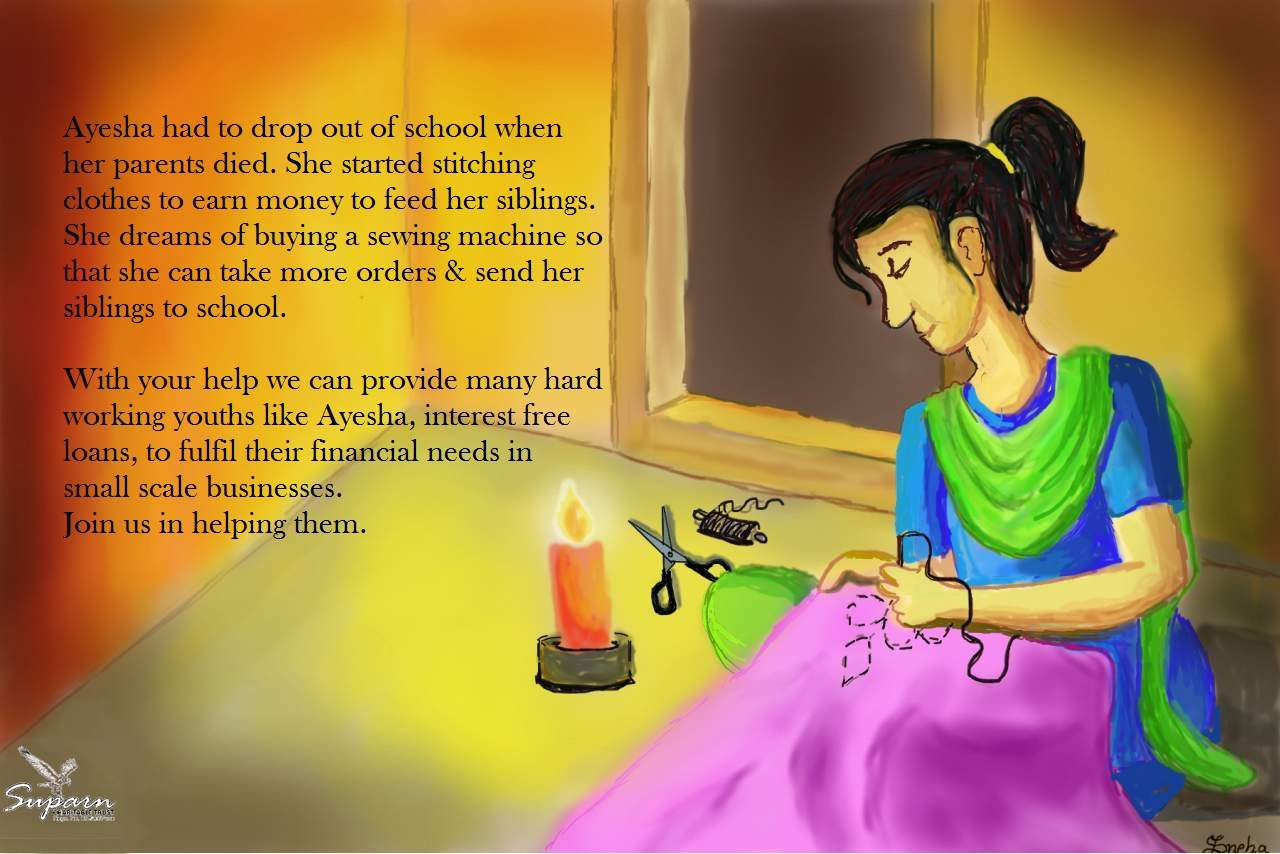 Ayesha had to drop out of school when
her parents died. She started stitching
clothes to earn money to feed her siblings.
She dreams of buying a sewing machine so
that she can take more orders & send her
siblings to school.
With your help we can provide many hard
working youths like Ayesha, interest free
loans, to fulfil their financial needs in
small scale businesses.
Join us in helping them.
Suparn
CHARITABLE TRUST
Sneha